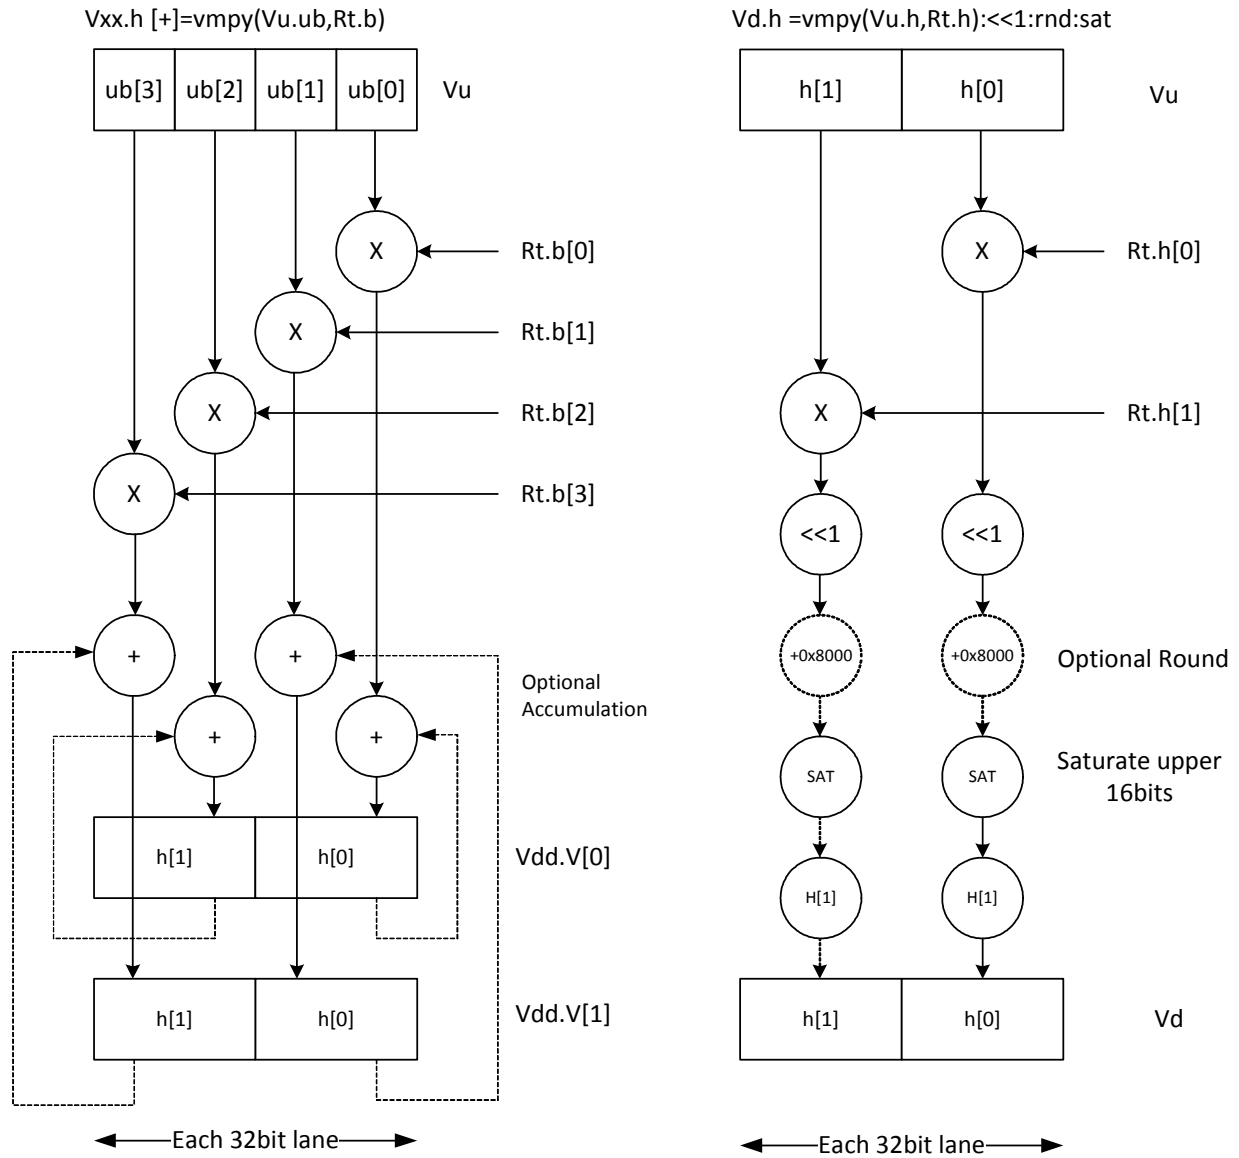 Vxx.h [+]=vmpy(Vu.ub,Rt.b)
ub[3] ub[2] ub[1] ub[0] Vu
X Rt.b[0]
X Rt.b[1]
X Rt.b[2]
X Rt.b[3]
+ +
Optional
Accumulation
+ +
h[1] h[0] Vdd.V[0]
h[1] h[0] Vdd.V[1]
Each 32bit lane
Vd.h =vmpy(Vu.h,Rt.h):<<1:rnd:sat
h[1] h[0] Vu
X Rt.h[0]
X Rt.h[1]
<<1 <<1
+0x8000 +0x8000 Optional Round
SAT SAT Saturate upper
16bits
H[1] H[1]
h[1] h[0] Vd
Each 32bit lane